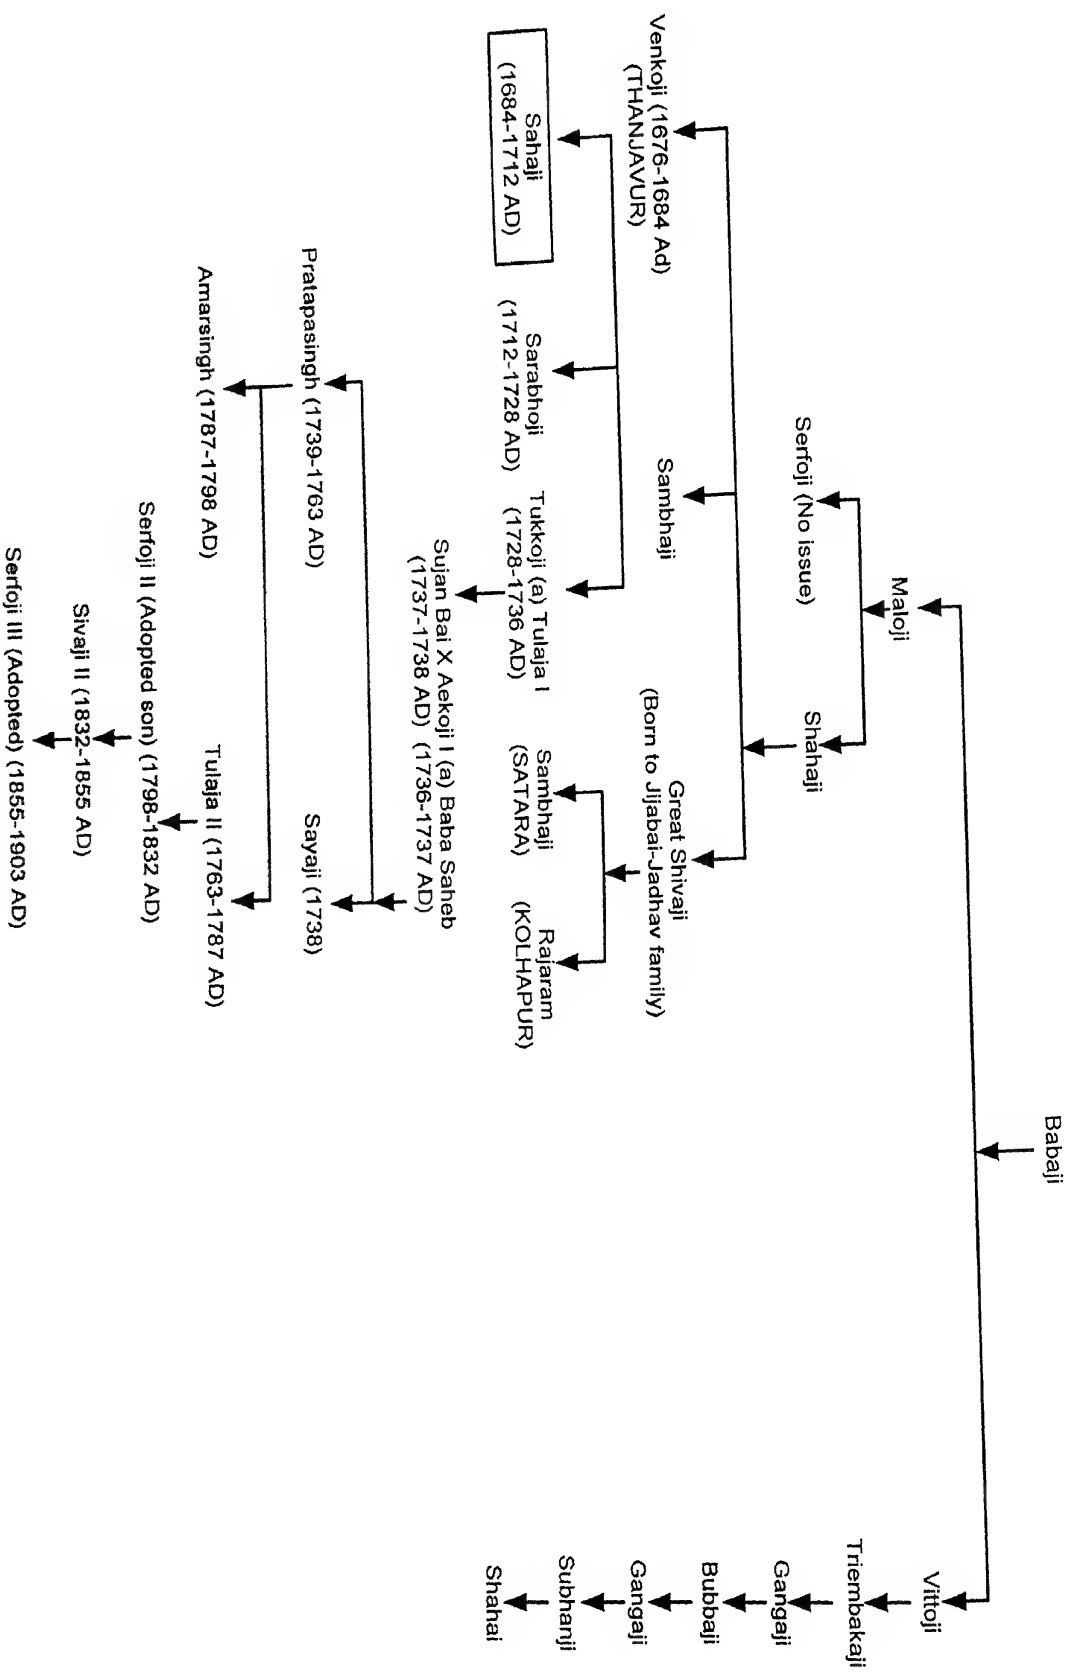 Babaji
Maloji
Vittoji
Serfoji (No issue)
Shahaji
Triembakaji
Gangaji
Bubbaji
Gangaji
Subhanji
Shahai
Venkoji (1676-1684 Ad)
(THANJAVUR)
Sambhaji
Great Shivaji
(Born to Jijabai-Jadhav family)
Sahaji
(1684-1712 AD)
Sarabhoji
(1712-1728 AD)
Tukkoji (a) Tulaja I
(1728-1736 AD)
Sambhaji
(SATARA)
Rajaram
(KOLHAPUR)
Sujan Bai X Aekoji I (a) Baba Saheb
(1737-1738 AD) (1736-1737 AD)
Pratapasingh (1739-1763 AD)
Sayaji (1738)
Amarsingh (1787-1798 AD)
Tulaja II (1763-1787 AD)
Serfoji II (Adopted son) (1798-1832 AD)
Sivaji II (1832-1855 AD)
Serfoji III (Adopted) (1855-1903 AD)